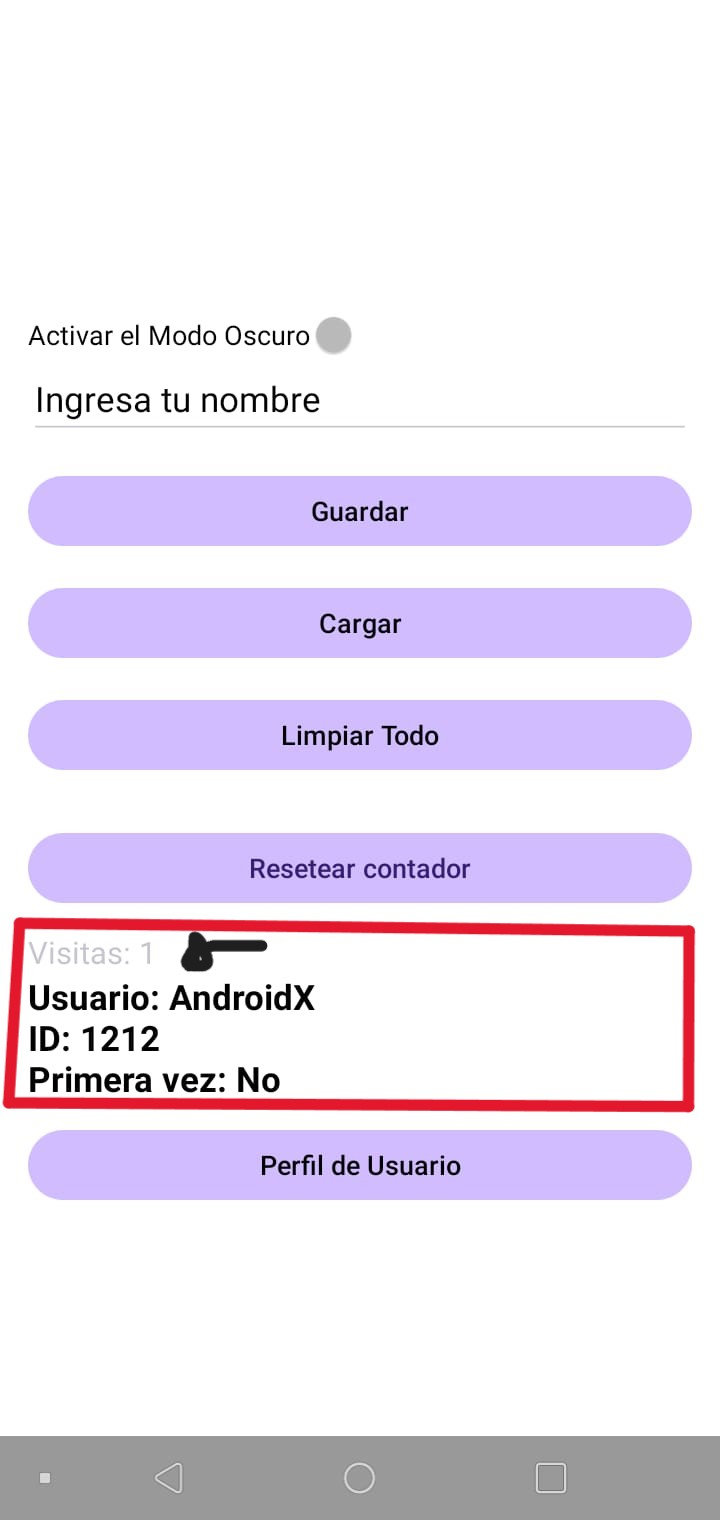 Activar el Modo Oscuro
Ingresa tu nombre
Guardar
Cargar
Limpiar Todo
Resetear contador
Visitas: 1
Usuario: AndroidX
ID: 1212
Primera vez: No
Perfil de Usuario